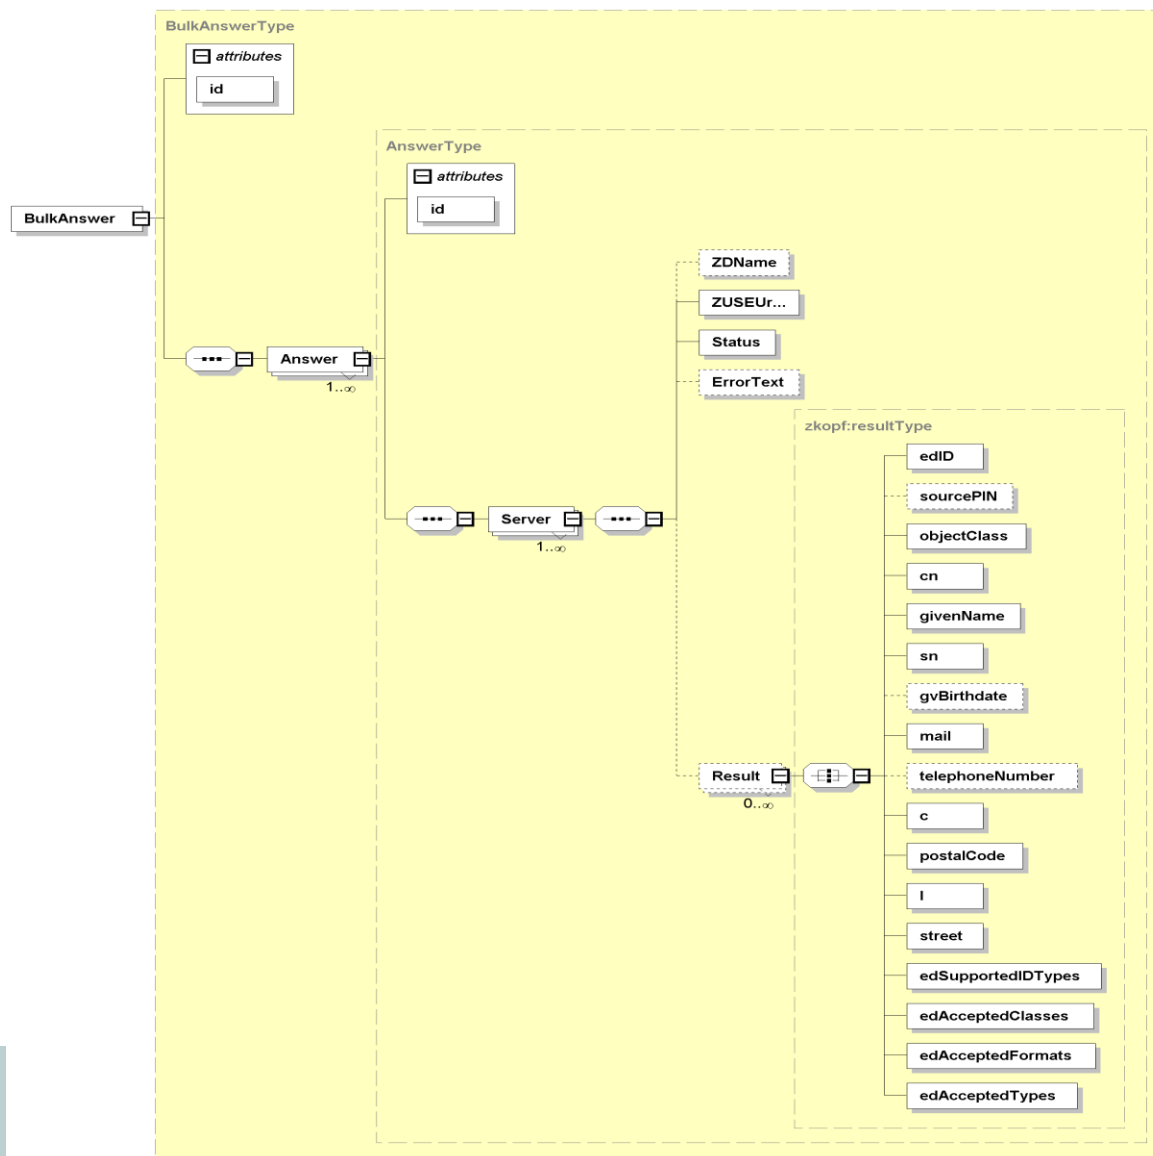 BulkAnswerType
attributes
id
AnswerType
attributes
id
BulkAnswer
ZDName
ZUSEUr...
Status
ErrorText
Answer
1..∞
zkopf:resultType
edID
sourcePIN
objectClass
Server
1..∞
cn
givenName
sn
gvBirthdate
mail
Result
0..∞
telephoneNumber
c
postalCode
l
street
edSupportedIDTypes
edAcceptedClasses
edAcceptedFormats
edAcceptedTypes